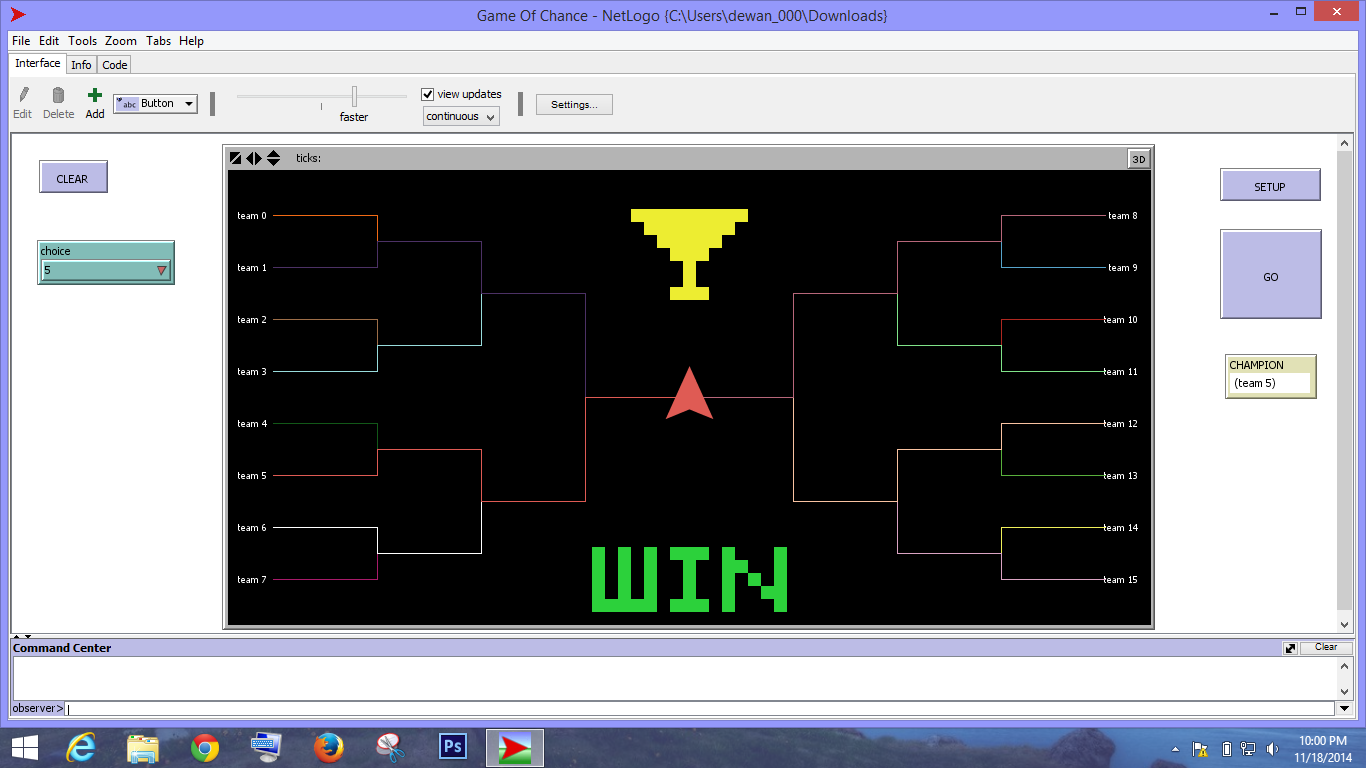 Game Of Chance - NetLogo {C:\Users\dewan_000\Downloads}
File Edit Tools Zoom Tabs Help
Interface Info Code
Edit Delete Add abc Button faster view updates continuous Settings...
ticks: 3D
CLEAR
SETUP
choice
5
GO
CHAMPION
(team 5)
team 0
team 1
team 2
team 3
team 4
team 5
team 6
team 7
team 8
team 9
team 10
team 11
team 12
team 13
team 14
team 15
WIN
Command Center Clear
observer>
Ps
10:00 PM
11/18/2014